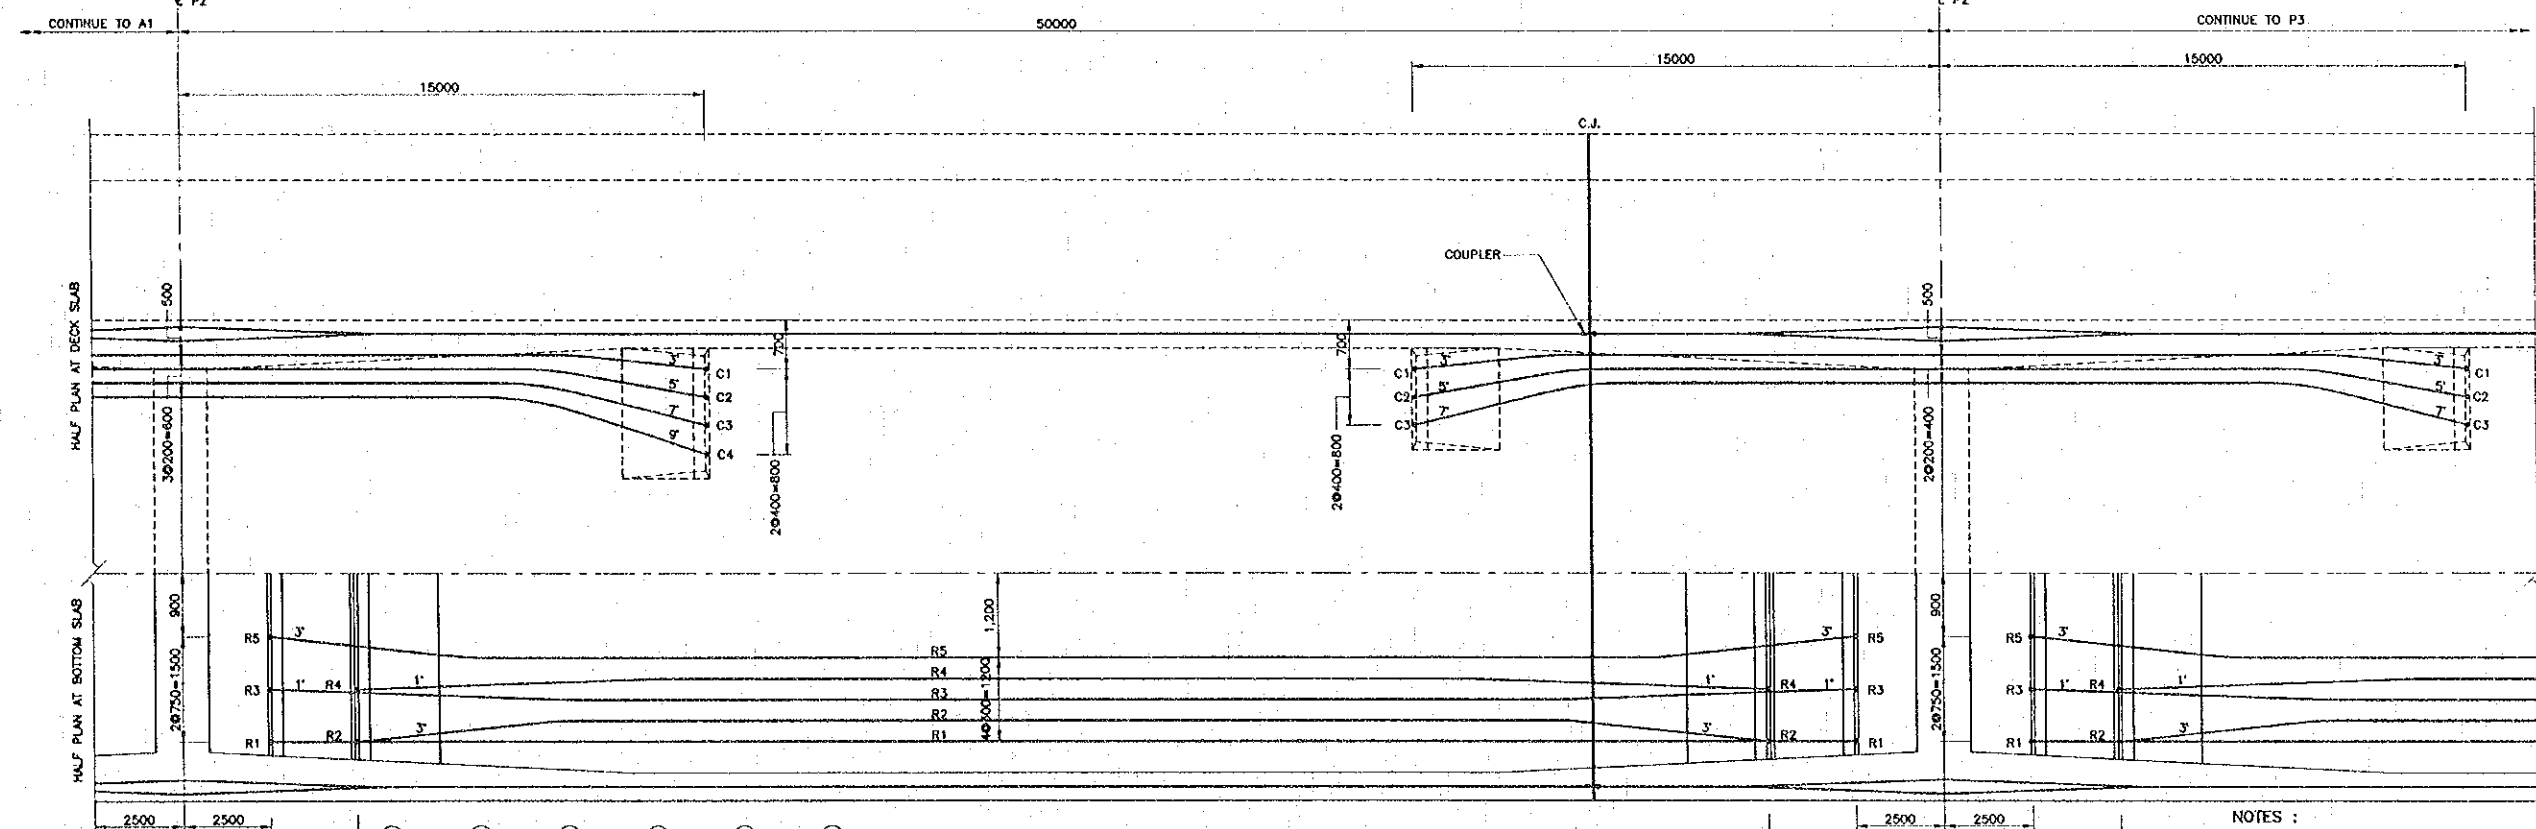 ℄ P2
℄ P2
CONTINUE TO A1
50000
CONTINUE TO P3
15000
15000
15000
C.J.
COUPLER
HALF PLAN AT DECK SLAB
500
700
700
500
3'
C1
5'
C2
7'
C3
9'
C4
C1
3'
C2
5'
C3
7'
3'
C1
5'
C2
7'
C3
3@200=600
2@400=800
2@400=800
2@200=400
HALF PLAN AT BOTTOM SLAB
900
2@750=1500
1,200
4@300=1200
900
2@750=1500
R5
3'
R5
3'
R5
R5
3'
R4
R3
1'
R4
1'
R3
1'
R4
1'
R3
R3
1'
R4
1'
R2
R1
R2
3'
R1
3'
R2
R1
R1
R2
3'
2500
2500
2500
2500
NOTES :